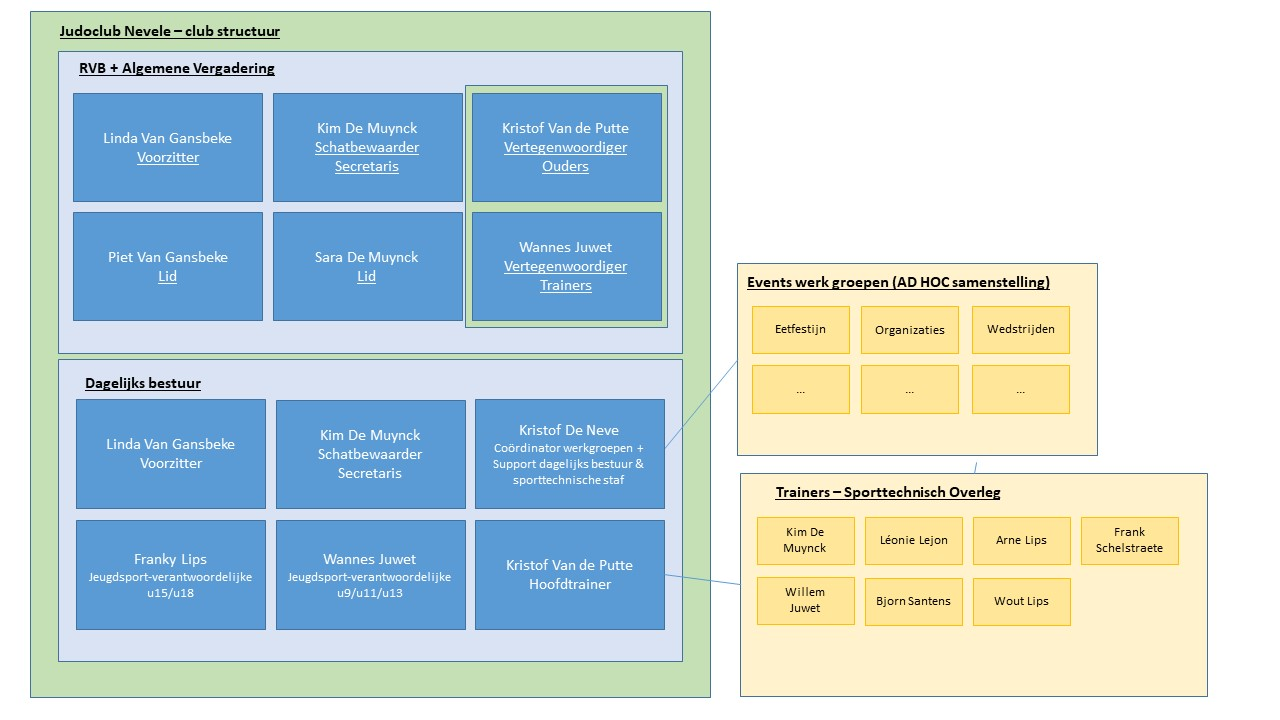 Judoclub Nevele – club structuur
RVB + Algemene Vergadering
Linda Van Gansbeke
Voorzitter
Kim De Muynck
Schatbewaarder
Secretaris
Kristof Van de Putte
Vertegenwoordiger
Ouders
Piet Van Gansbeke
Lid
Sara De Muynck
Lid
Wannes Juwet
Vertegenwoordiger
Trainers
Dagelijks bestuur
Linda Van Gansbeke
Voorzitter
Kim De Muynck
Schatbewaarder
Secretaris
Kristof De Neve
Coördinator werkgroepen +
Support dagelijks bestuur &
sporttechnische staf
Franky Lips
Jeugdsport-verantwoordelijke
u15/u18
Wannes Juwet
Jeugdsport-verantwoordelijke
u9/u11/u13
Kristof Van de Putte
Hoofdtrainer
Events werk groepen (AD HOC samenstelling)
Eetfestijn
Organizaties
Wedstrijden
...
...
...
Trainers – Sporttechnisch Overleg
Kim De
Muynck
Léonie Lejon
Arne Lips
Frank
Schelstraete
Willem
Juwet
Bjorn Santens
Wout Lips